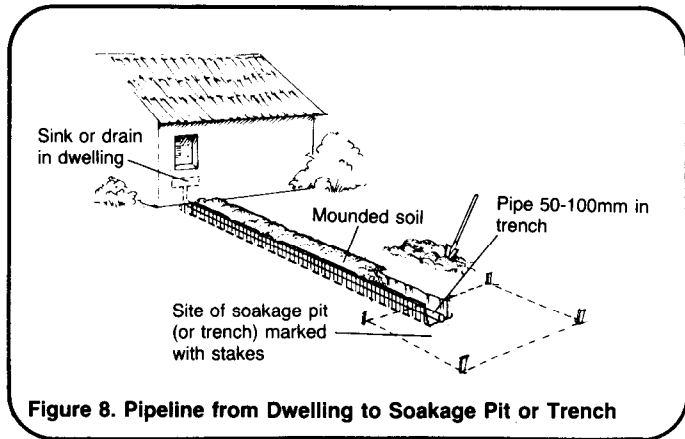 Sink or drain
in dwelling
Mounded soil
Pipe 50-100mm in
trench
Site of soakage pit
(or trench) marked
with stakes
Figure 8. Pipeline from Dwelling to Soakage Pit or Trench